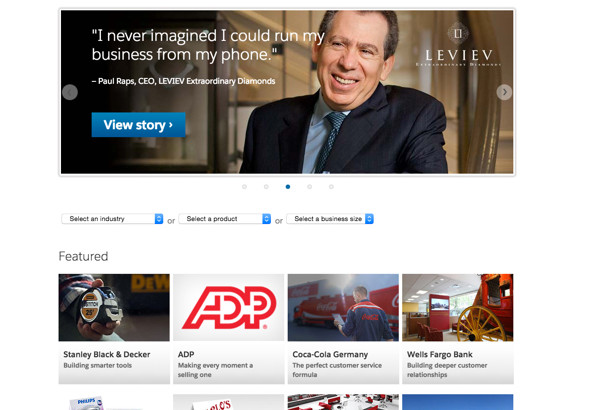 "I never imagined I could run my
business from my phone."
– Paul Raps, CEO, LEVIEV Extraordinary Diamonds
LEVIEV
EXTRAORDINARY DIAMONDS
View story ›
Select an industry
or
Select a product
or
Select a business size
Featured
ADP
Stanley Black & Decker
Building smarter tools
ADP
Making every moment a
selling one
Coca-Cola Germany
The perfect customer service
formula
Wells Fargo Bank
Building deeper customer
relationships
PHILIPS